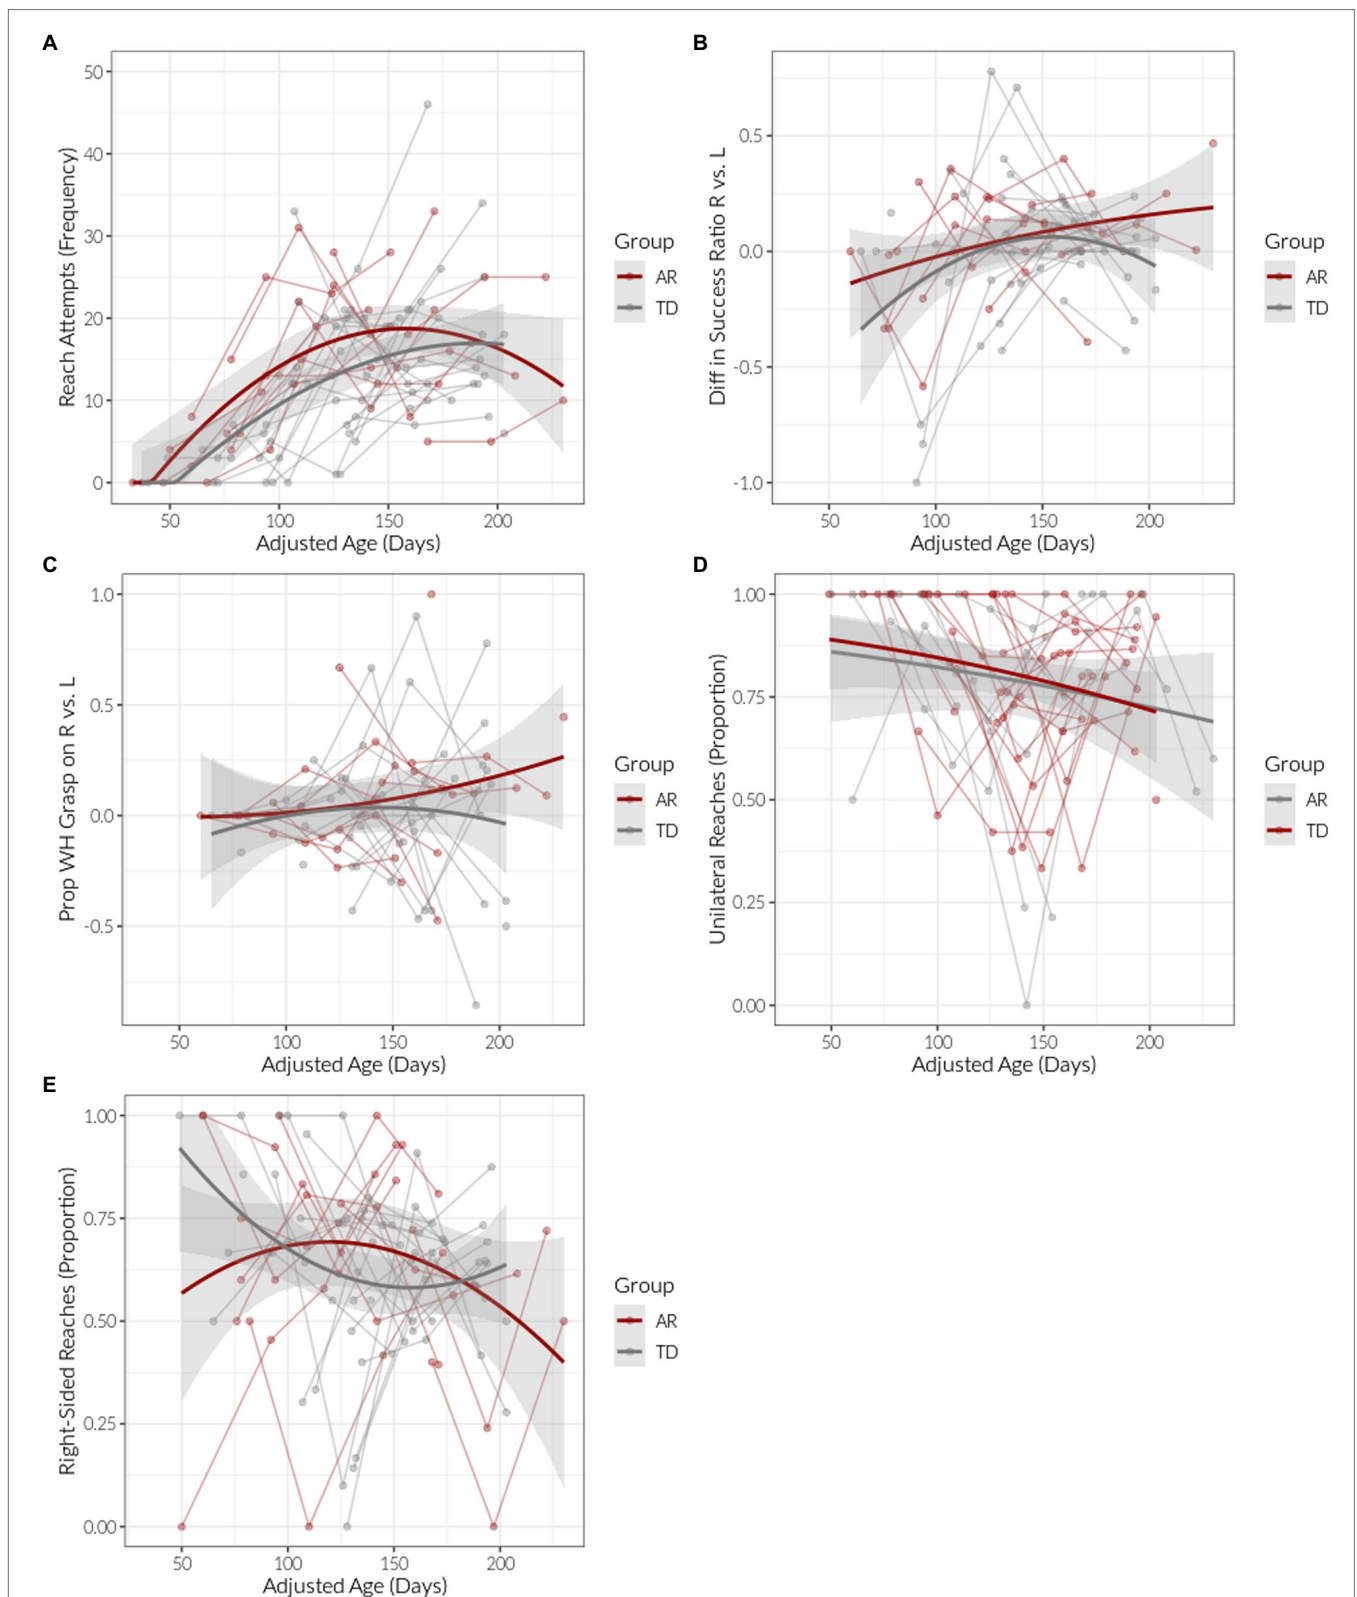 A
Reach Attempts (Frequency)
50
40
30
20
10
0
50 100 150 200
Adjusted Age (Days)
Group
AR
TD
B
Diff in Success Ratio R vs. L
0.5
0.0
-0.5
-1.0
50 100 150 200
Adjusted Age (Days)
Group
AR
TD
C
Prop WH Grasp on R vs. L
1.0
0.5
0.0
-0.5
50 100 150 200
Adjusted Age (Days)
Group
AR
TD
D
Unilateral Reaches (Proportion)
1.00
0.75
0.50
0.25
0.00
50 100 150 200
Adjusted Age (Days)
Group
AR
TD
E
Right-Sided Reaches (Proportion)
1.00
0.75
0.50
0.25
0.00
50 100 150 200
Adjusted Age (Days)
Group
AR
TD